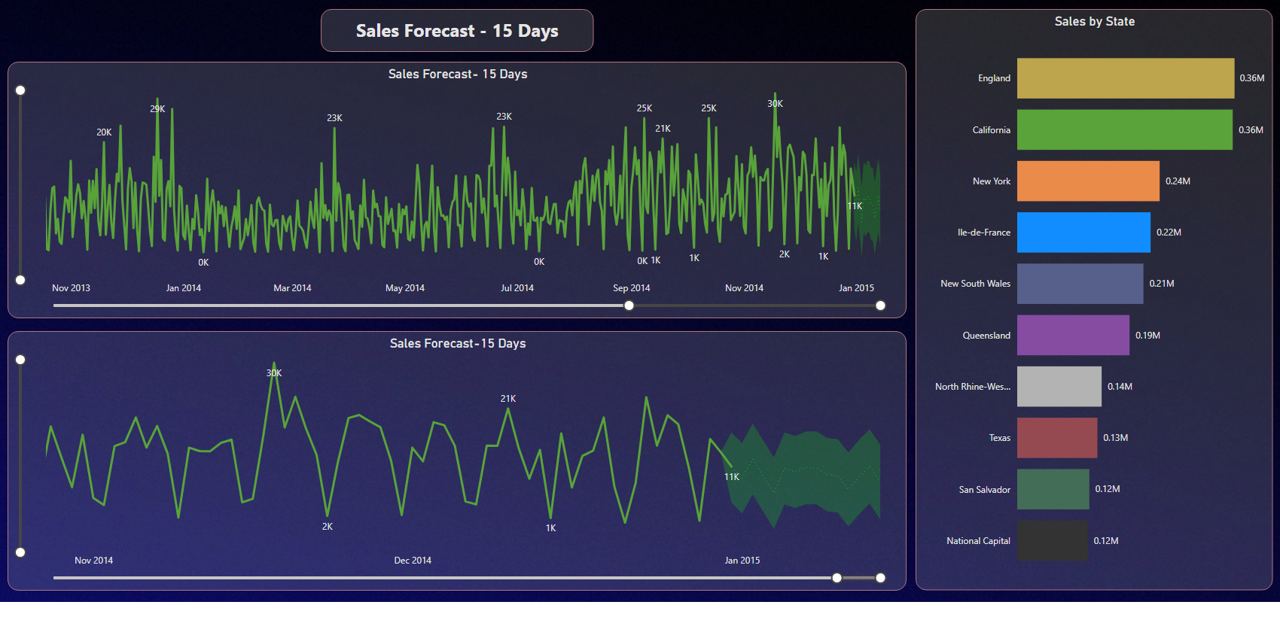 Sales Forecast - 15 Days
Sales Forecast- 15 Days
29K
20K
23K
23K
25K
21K
25K
30K
11K
0K
0K
0K
1K
1K
2K
1K
Nov 2013
Jan 2014
Mar 2014
May 2014
Jul 2014
Sep 2014
Nov 2014
Jan 2015
Sales Forecast-15 Days
30K
21K
11K
2K
1K
Nov 2014
Dec 2014
Jan 2015
Sales by State
England 0.36M
California 0.36M
New York 0.24M
Ile-de-France 0.22M
New South Wales 0.21M
Queensland 0.19M
North Rhine-Wes... 0.14M
Texas 0.13M
San Salvador 0.12M
National Capital 0.12M